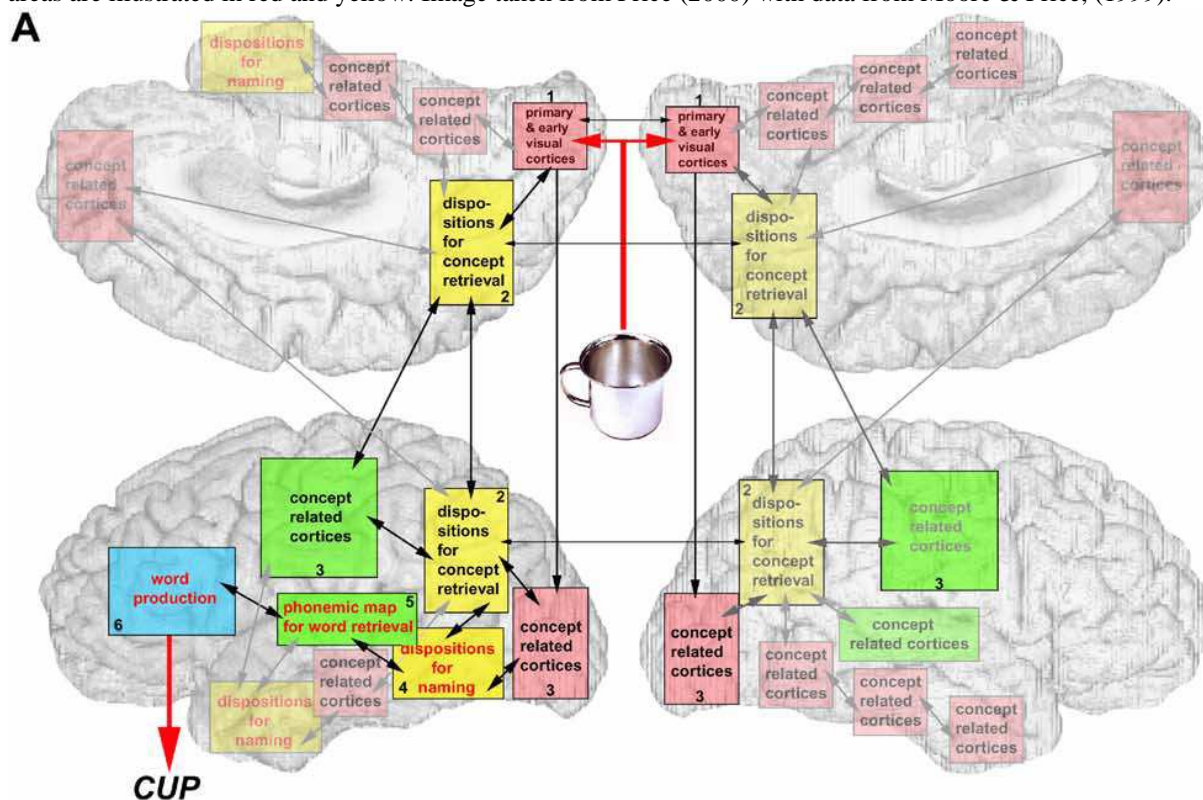 areas are illustrated in red and yellow. Image taken from Price (2000) with data from Moore & Price, (1999).
A
dispositions
for
naming
concept
related
cortices
concept
related
cortices
1
primary
& early
visual
cortices
concept
related
cortices
dispo-
sitions
for
concept
retrieval
2
1
primary
& early
visual
cortices
concept
related
cortices
concept
related
cortices
concept
related
cortices
concept
related
cortices
dispo-
sitions
for
concept
retrieval
2
concept
related
cortices
3
2
dispo-
sitions
for
concept
retrieval
word
production
6
5
phonemic map
for word retrieval
dispositions
for
naming
4
concept
related
cortices
3
concept
related
cortices
dispositions
for
naming
CUP
2
dispo-
sitions
for
concept
retrieval
concept
related
cortices
3
concept
related
cortices
3
concept
related cortices
concept
related
cortices
concept
related
cortices
concept
related
cortices